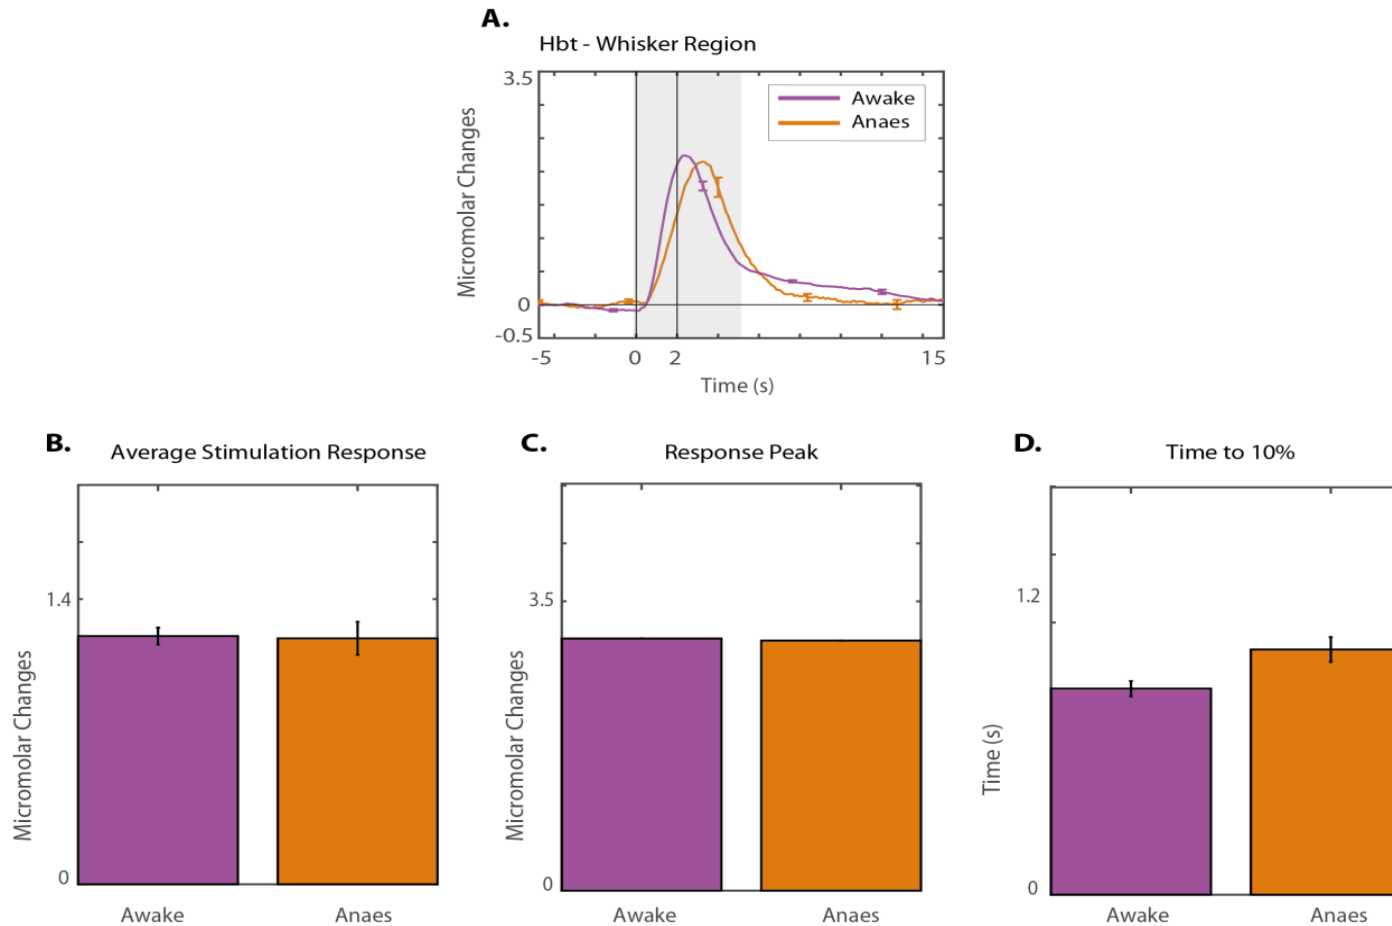 A.
Hbt - Whisker Region
3.5
Awake
Anaes
Micromolar Changes
0
-0.5
-5
0
2
15
Time (s)
B.
Average Stimulation Response
1.4
Micromolar Changes
0
Awake
Anaes
C.
Response Peak
3.5
Micromolar Changes
0
Awake
Anaes
D.
Time to 10%
1.2
Time (s)
0
Awake
Anaes